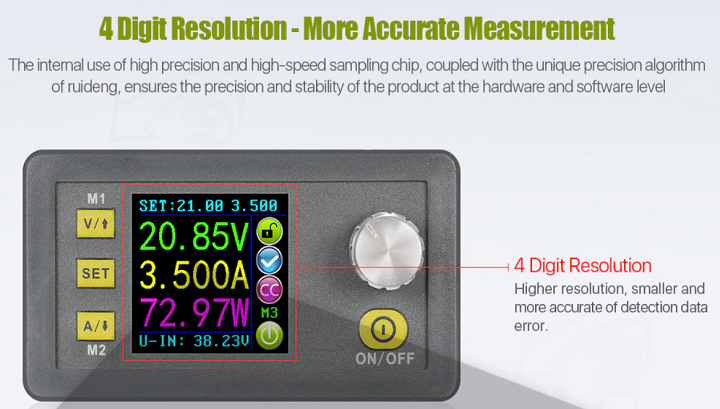 4 Digit Resolution - More Accurate Measurement
The internal use of high precision and high-speed sampling chip, coupled with the unique precision algorithm
of ruideng, ensures the precision and stability of the product at the hardware and software level
M1
V/⬆
SET
A/⬇
M2
SET:21.00 3.500
20.85V
3.500A
CC
72.97W
M3
U-IN: 38.23V
ON/OFF
4 Digit Resolution
Higher resolution, smaller and
more accurate of detection data
error.